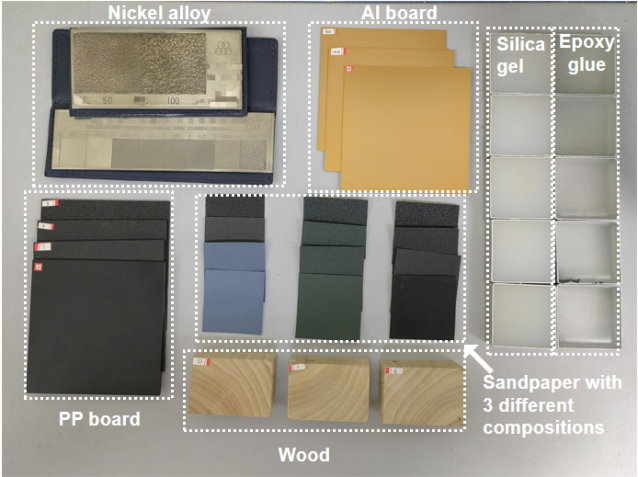 Nickel alloy
Al board
Silica
gel
Epoxy
glue
50
100
PP board
Sandpaper with
3 different
compositions
Wood